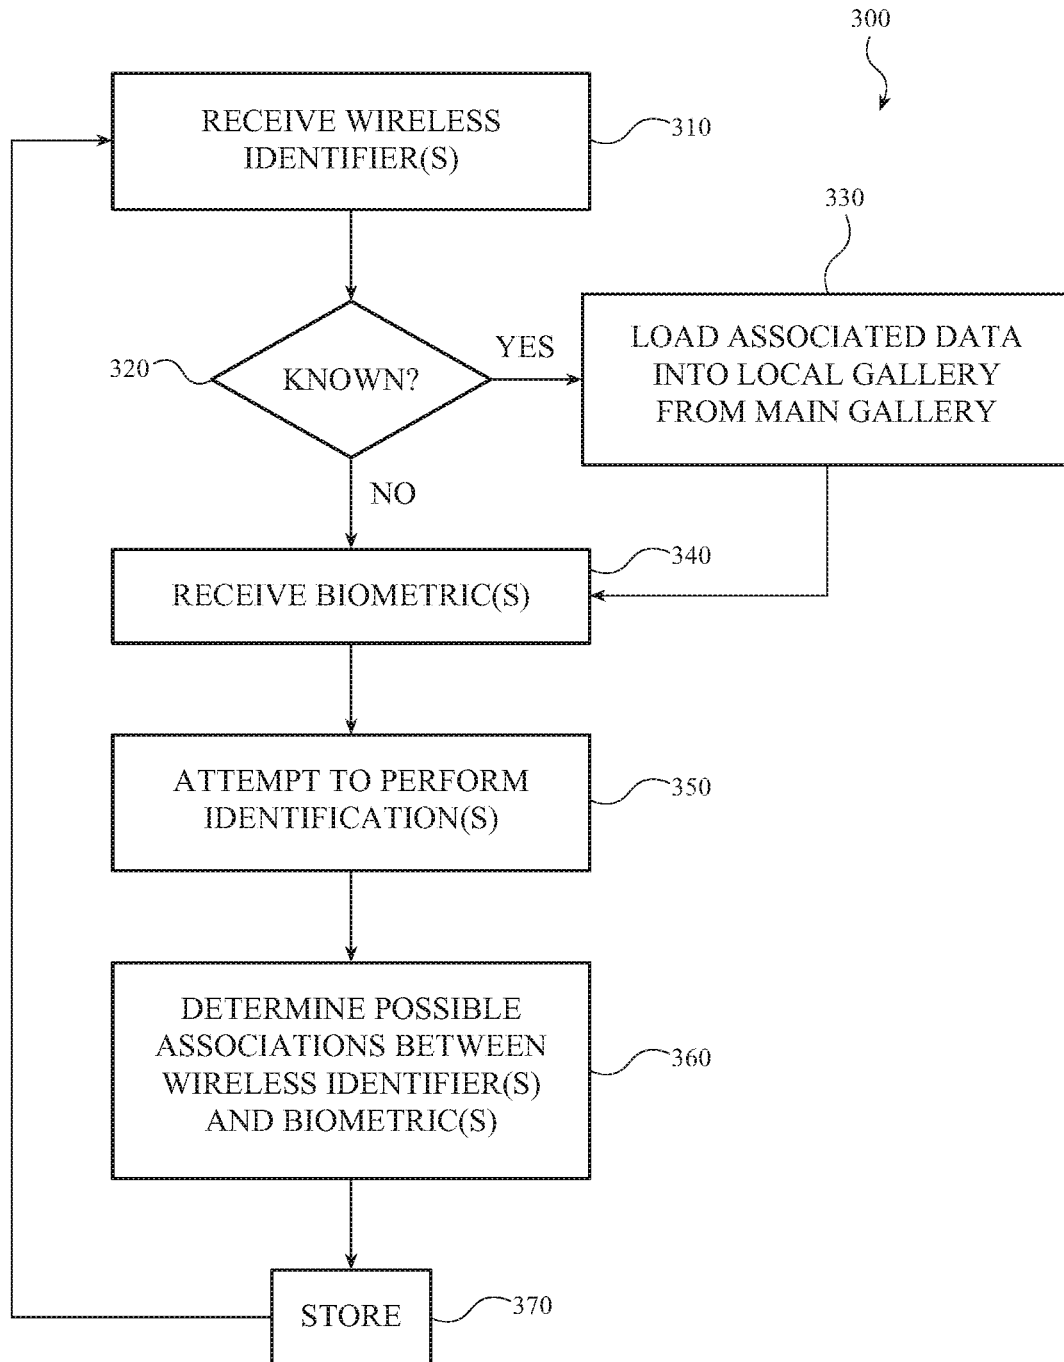 300
RECEIVE WIRELESS
IDENTIFIER(S)
310
330
LOAD ASSOCIATED DATA
INTO LOCAL GALLERY
FROM MAIN GALLERY
320
KNOWN?
YES
NO
340
RECEIVE BIOMETRIC(S)
ATTEMPT TO PERFORM
IDENTIFICATION(S)
350
DETERMINE POSSIBLE
ASSOCIATIONS BETWEEN
WIRELESS IDENTIFIER(S)
AND BIOMETRIC(S)
360
STORE
370